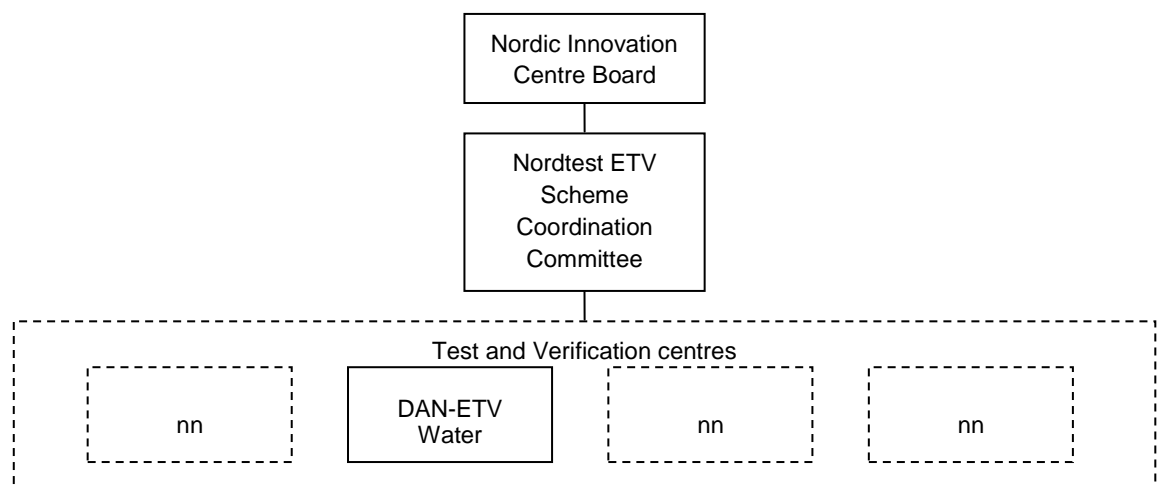 Nordic Innovation
Centre Board
Nordtest ETV
Scheme
Coordination
Committee
Test and Verification centres
nn
DAN-ETV
Water
nn
nn